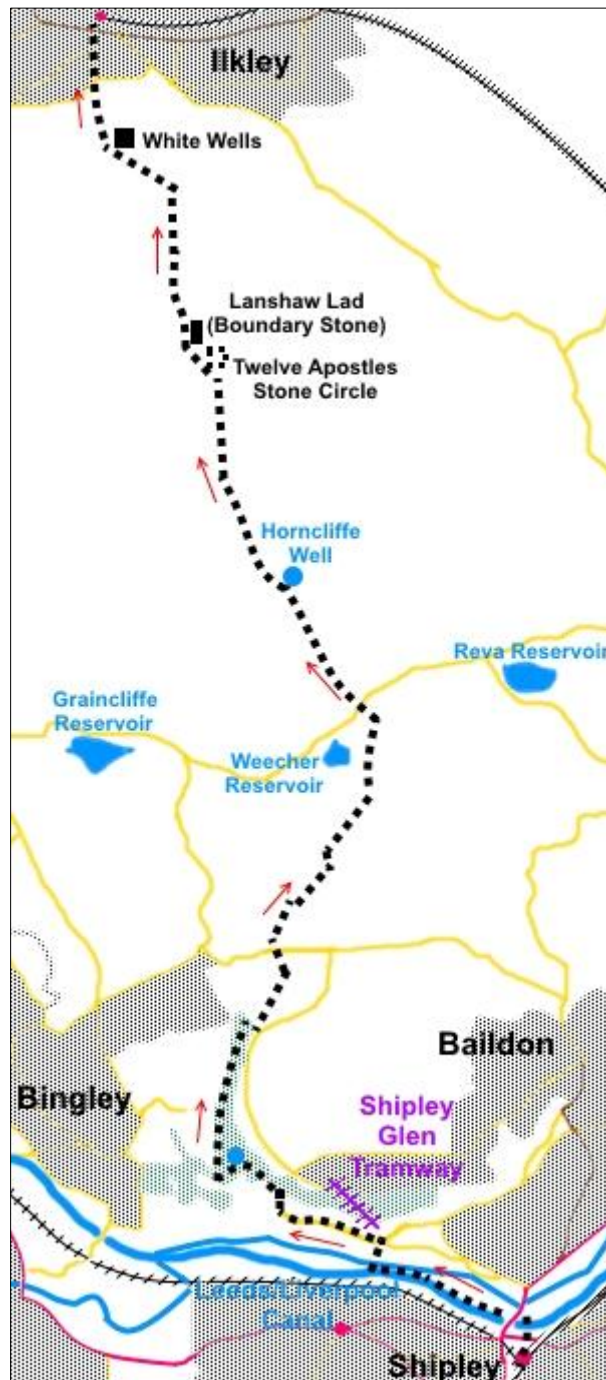 Ilkley
White Wells
Lanshaw Lad
(Boundary Stone)
Twelve Apostles
Stone Circle
Horncliffe
Well
Reva Reservoir
Graincliffe
Reservoir
Weecher
Reservoir
Baildon
Bingley
Shipley
Glen
Tramway
Leeds/Liverpool
Canal
Shipley